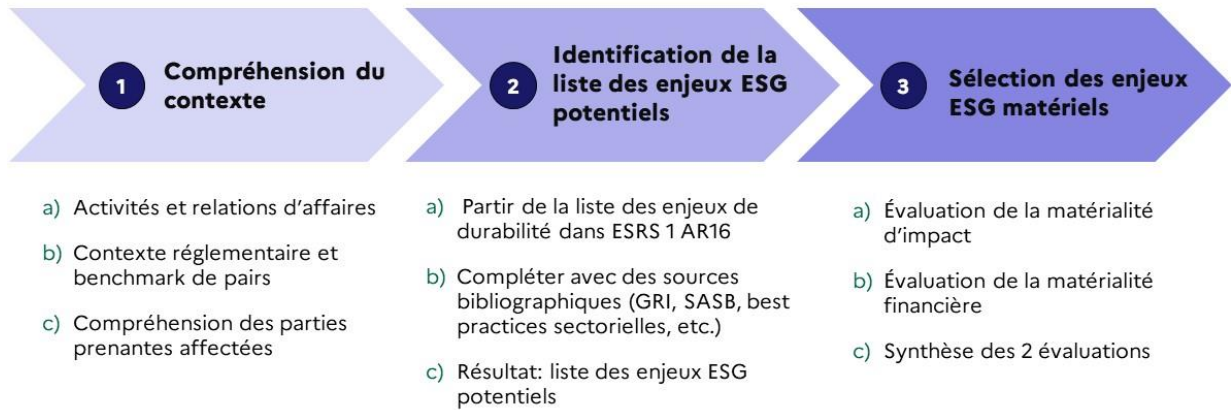 1
Compréhension du
contexte
2
Identification de la
liste des enjeux ESG
potentiels
3
Sélection des enjeux
ESG matériels
a) Activités et relations d'affaires
b) Contexte réglementaire et
benchmark de pairs
c) Compréhension des parties
prenantes affectées
a) Partir de la liste des enjeux de
durabilité dans ESRS 1 AR16
b) Compléter avec des sources
bibliographiques (GRI, SASB, best
practices sectorielles, etc.)
c) Résultat: liste des enjeux ESG
potentiels
a) Évaluation de la matérialité
d'impact
b) Évaluation de la matérialité
financière
c) Synthèse des 2 évaluations